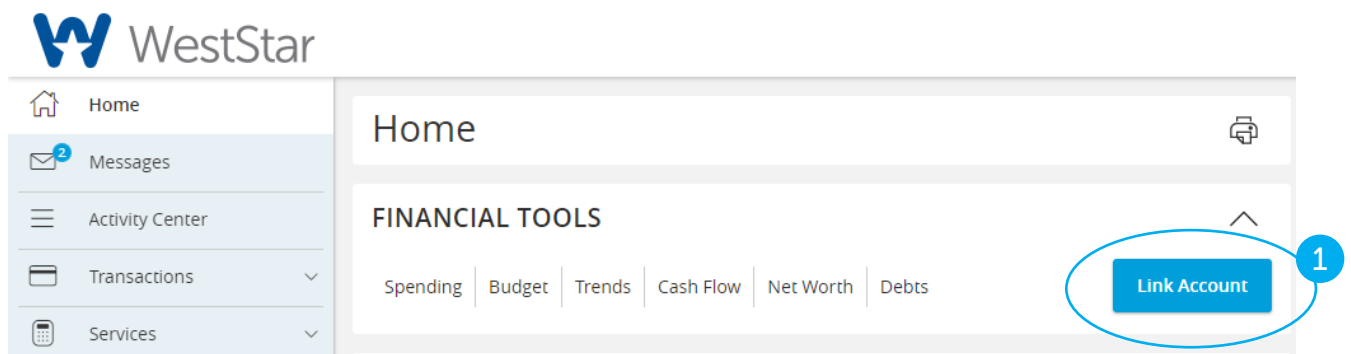 WestStar
Home
2
Messages
Activity Center
Transactions
Services
Home
FINANCIAL TOOLS
Spending Budget Trends Cash Flow Net Worth Debts
Link Account
1